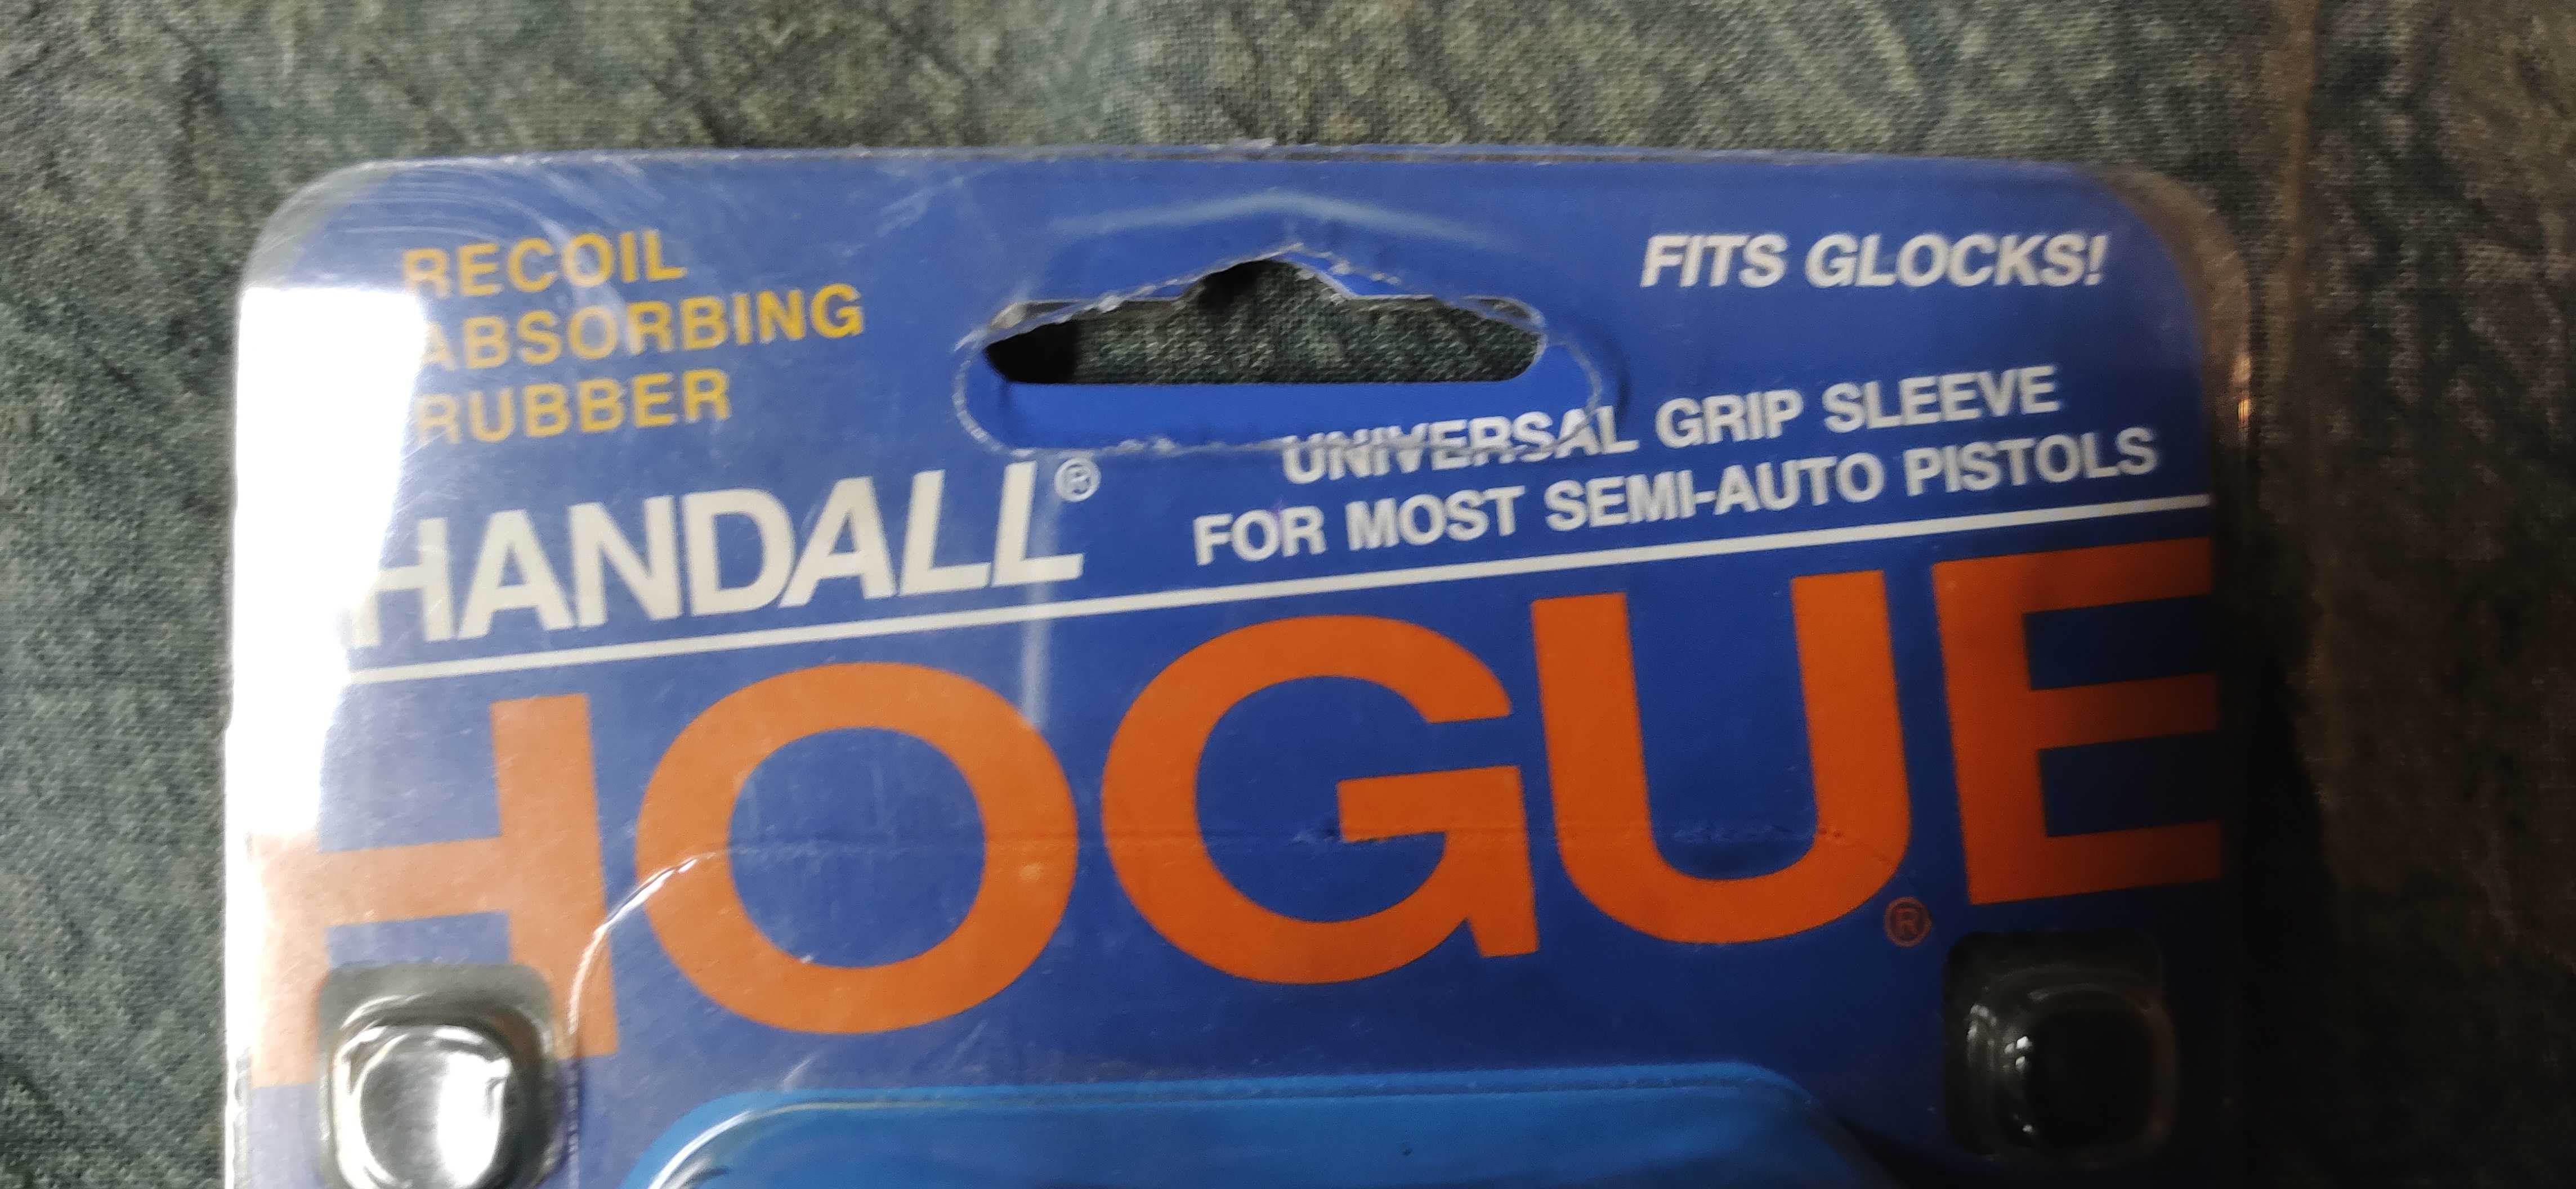 RECOIL
ABSORBING
RUBBER
FITS GLOCKS!
HANDALL®
UNIVERSAL GRIP SLEEVE
FOR MOST SEMI-AUTO PISTOLS
HOGUE®